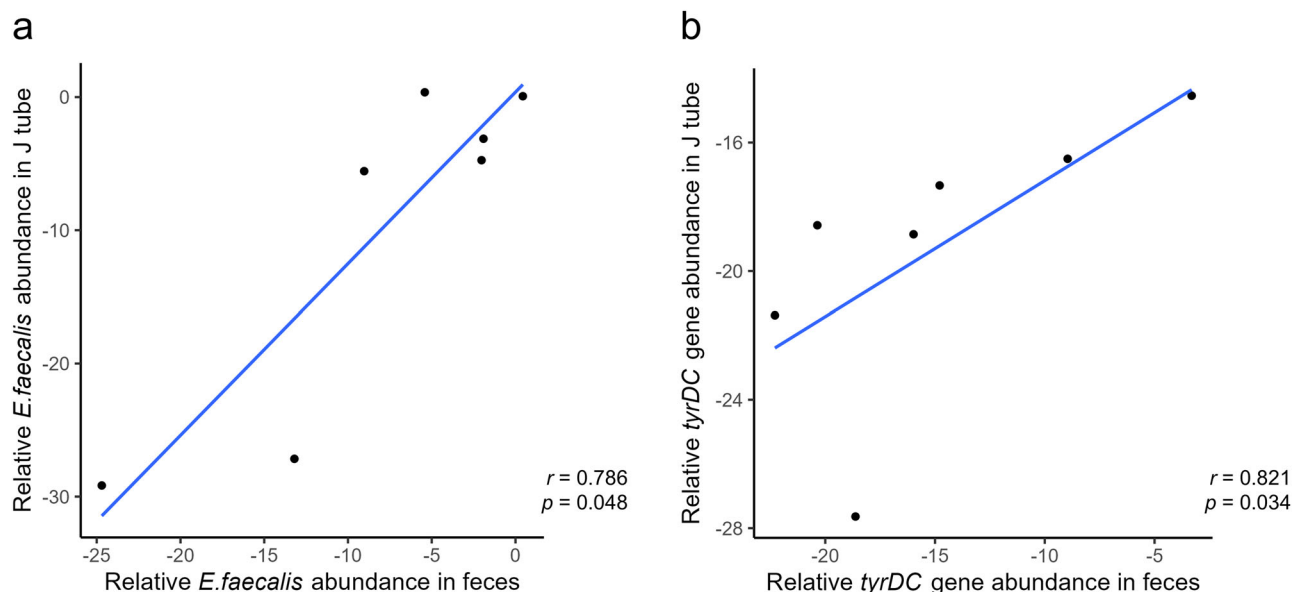 a
Relative E.faecalis abundance in J tube
0
-10
-20
-30
-25 -20 -15 -10 -5 0
Relative E.faecalis abundance in feces
r = 0.786
p = 0.048
b
Relative tyrDC gene abundance in J tube
-16
-20
-24
-28
-20 -15 -10 -5
Relative tyrDC gene abundance in feces
r = 0.821
p = 0.034